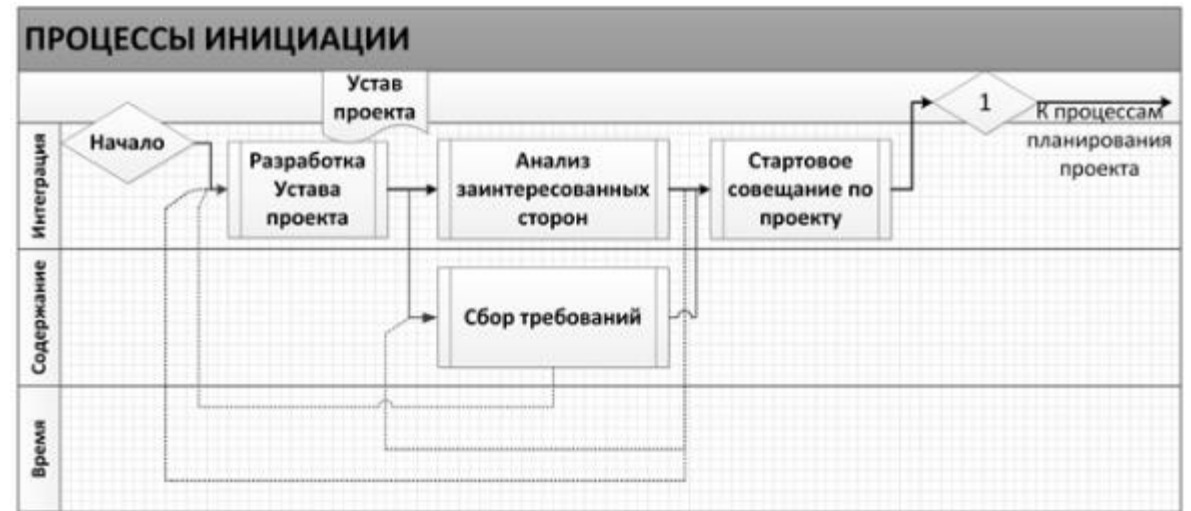 ПРОЦЕССЫ ИНИЦИАЦИИ
Устав
проекта
1
К процессам
планирования
проекта
Интеграция
Начало
Разработка
Устава
проекта
Анализ
заинтересованных
сторон
Стартовое
совещание по
проекту
Содержание
Сбор требований
Время